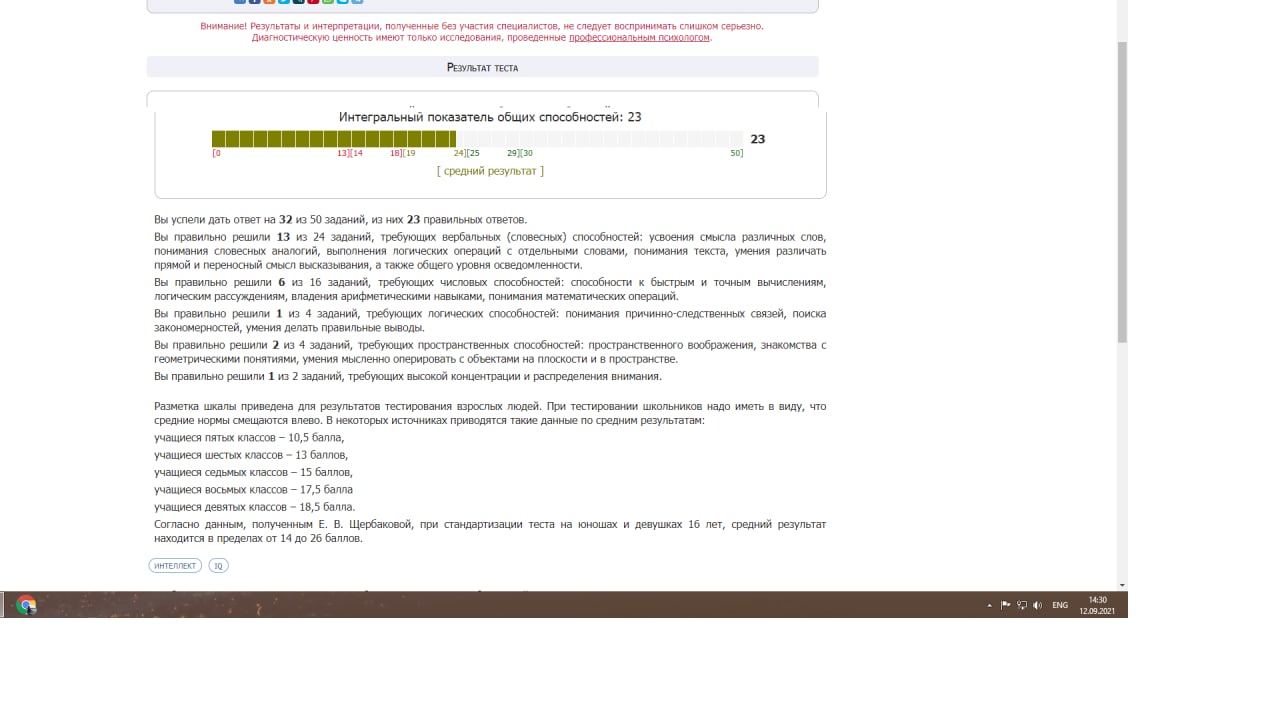 Внимание! Результаты и интерпретации, полученные без участия специалистов, не следует воспринимать слишком серьезно.
Диагностическую ценность имеют только исследования, проведенные профессиональным психологом.
Результат теста
Интегральный показатель общих способностей: 23
23
[0 13][14 18][19 24][25 29][30 50]
[ средний результат ]
Вы успели дать ответ на 32 из 50 заданий, из них 23 правильных ответов.
Вы правильно решили 13 из 24 заданий, требующих вербальных (словесных) способностей: усвоения смысла различных слов,
понимания словесных аналогий, выполнения логических операций с отдельными словами, понимания текста, умения различать
прямой и переносный смысл высказывания, а также общего уровня осведомленности.
Вы правильно решили 6 из 16 заданий, требующих числовых способностей: способности к быстрым и точным вычислениям,
логическим рассуждениям, владения арифметическими навыками, понимания математических операций.
Вы правильно решили 1 из 4 заданий, требующих логических способностей: понимания причинно-следственных связей, поиска
закономерностей, умения делать правильные выводы.
Вы правильно решили 2 из 4 заданий, требующих пространственных способностей: пространственного воображения, знакомства с
геометрическими понятиями, умения мысленно оперировать с объектами на плоскости и в пространстве.
Вы правильно решили 1 из 2 заданий, требующих высокой концентрации и распределения внимания.
Разметка шкалы приведена для результатов тестирования взрослых людей. При тестировании школьников надо иметь в виду, что
средние нормы смещаются влево. В некоторых источниках приводятся такие данные по средним результатам:
учащиеся пятых классов – 10,5 балла,
учащиеся шестых классов – 13 баллов,
учащиеся седьмых классов – 15 баллов,
учащиеся восьмых классов – 17,5 балла
учащиеся девятых классов – 18,5 балла.
Согласно данным, полученным Е. В. Щербаковой, при стандартизации теста на юношах и девушках 16 лет, средний результат
находится в пределах от 14 до 26 баллов.
интеллект IQ
ENG 14:30
12.09.2021